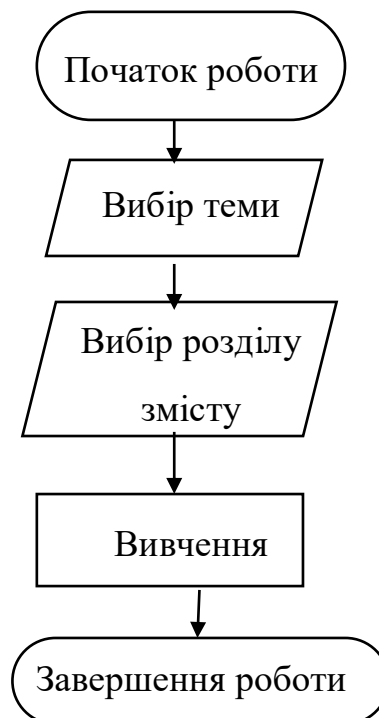 Початок роботи
Вибір теми
Вибір розділу
змісту
Вивчення
Завершення роботи